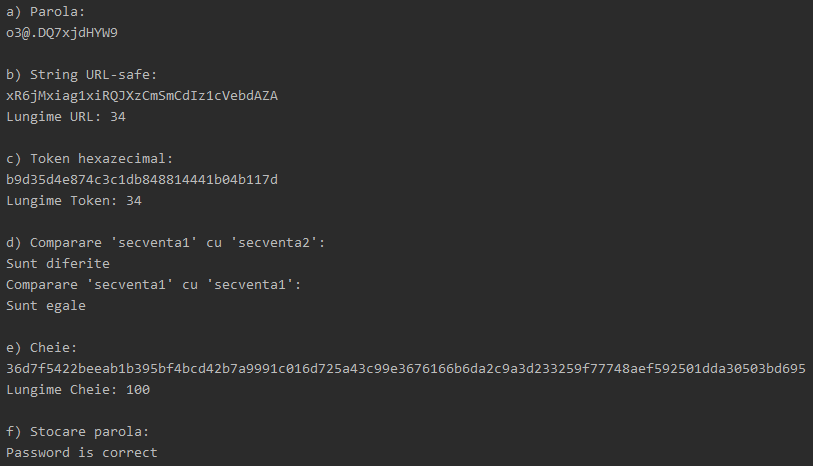 a) Parola:
o3@.DQ7xjdHYW9
b) String URL-safe:
xR6jMxiag1xiRQJXzCmSmCdIz1cVebdAZA
Lungime URL: 34
c) Token hexazecimal:
b9d35d4e874c3c1db848814441b04b117d
Lungime Token: 34
d) Comparare 'secventa1' cu 'secventa2':
Sunt diferite
Comparare 'secventa1' cu 'secventa1':
Sunt egale
e) Cheie:
36d7f5422beeab1b395bf4bcd42b7a9991c016d725a43c99e3676166b6da2c9a3d233259f77748aef592501dda30503bd695
Lungime Cheie: 100
f) Stocare parola:
Password is correct